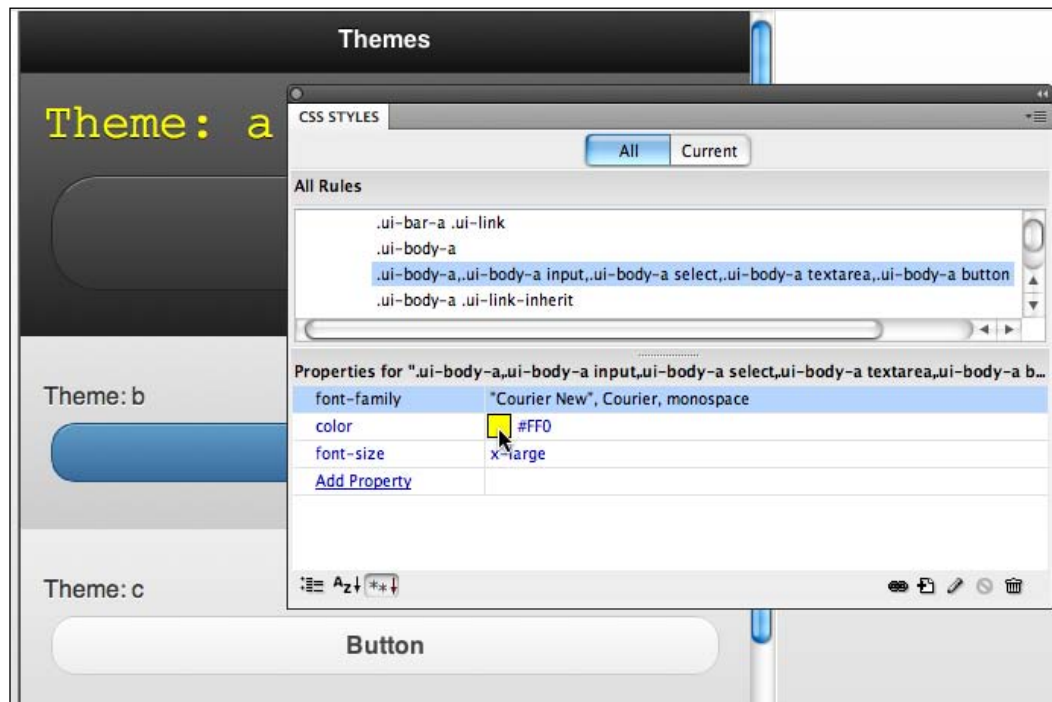 Themes
Theme: a
CSS STYLES
All Current
All Rules
.ui-bar-a .ui-link
.ui-body-a
.ui-body-a,.ui-body-a input,.ui-body-a select,.ui-body-a textarea,.ui-body-a button
.ui-body-a .ui-link-inherit
Properties for ".ui-body-a,.ui-body-a input,.ui-body-a select,.ui-body-a textarea,.ui-body-a b...
font-family "Courier New", Courier, monospace
color #FF0
font-size x-large
Add Property
Theme: b
Theme: c
Button